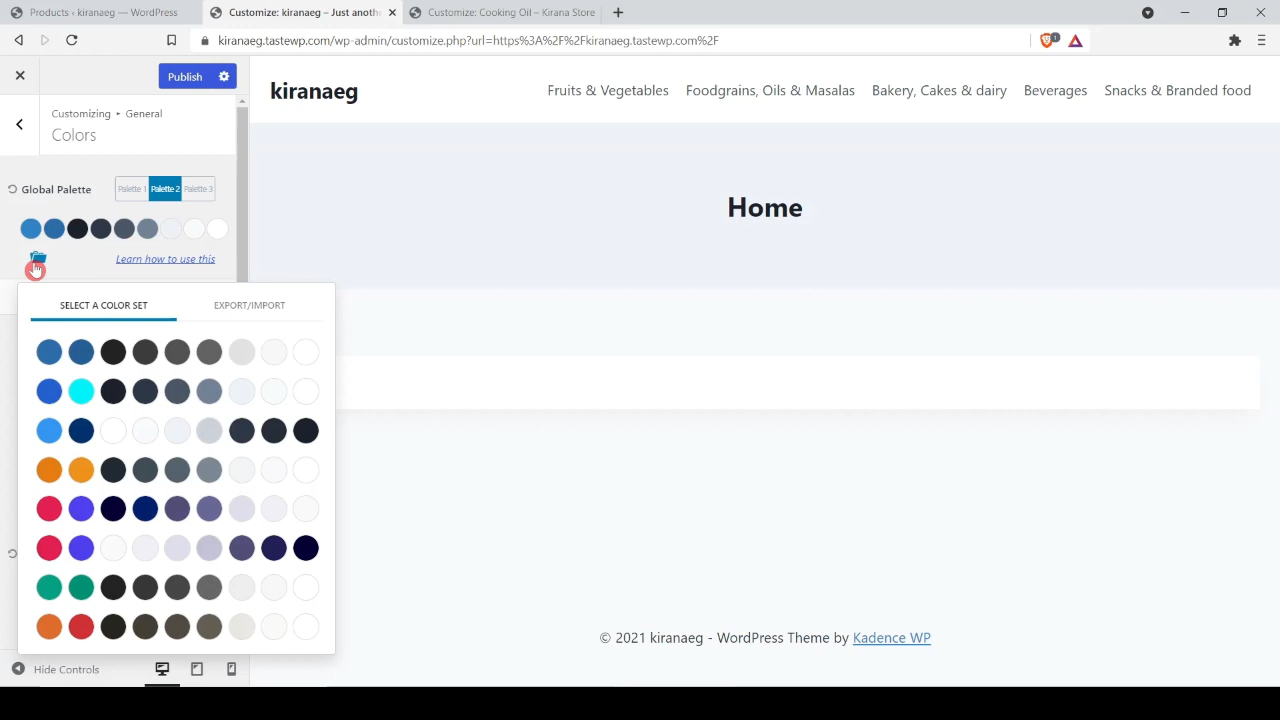 Products ‹ kiranaeg — WordPress
Customize: kiranaeg – Just anoth
Customize: Cooking Oil – Kirana Store
kiranaeg.tastewp.com/wp-admin/customize.php?url=https%3A%2F%2Fkiranaeg.tastewp.com%2F
1
Publish
Customizing ▸ General
Colors
Global Palette
Palette 1
Palette 2
Palette 3
Learn how to use this
SELECT A COLOR SET
EXPORT/IMPORT
Hide Controls
kiranaeg
Fruits & Vegetables
Foodgrains, Oils & Masalas
Bakery, Cakes & dairy
Beverages
Snacks & Branded food
Home
© 2021 kiranaeg - WordPress Theme by Kadence WP